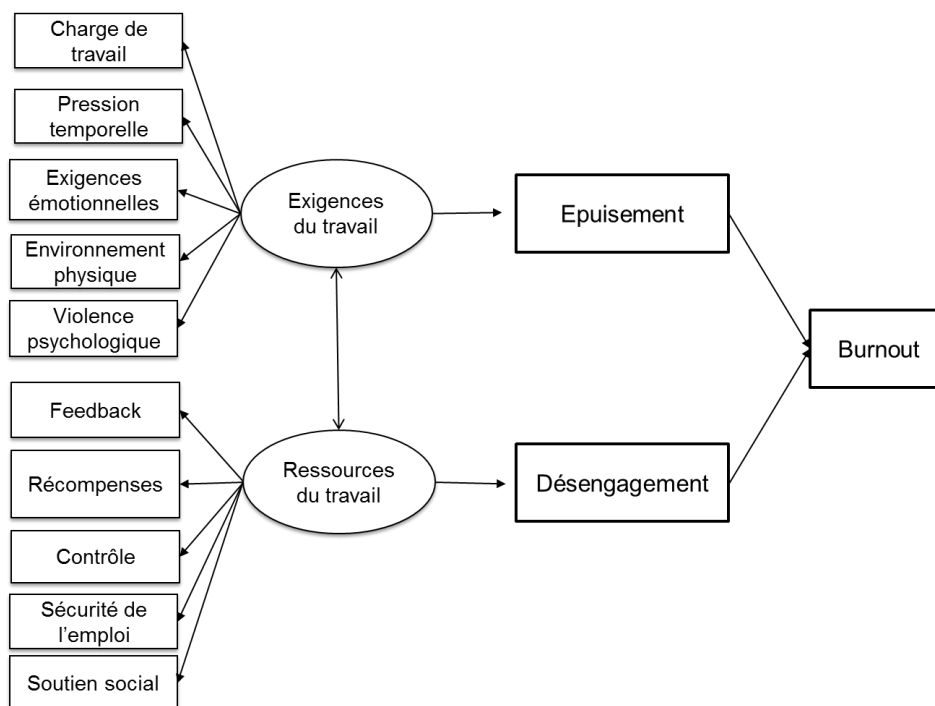 Charge de
travail
Pression
temporelle
Exigences
émotionnelles
Environnement
physique
Violence
psychologique
Feedback
Récompenses
Contrôle
Sécurité de
l'emploi
Soutien social
Exigences
du travail
Ressources
du travail
Epuisement
Désengagement
Burnout